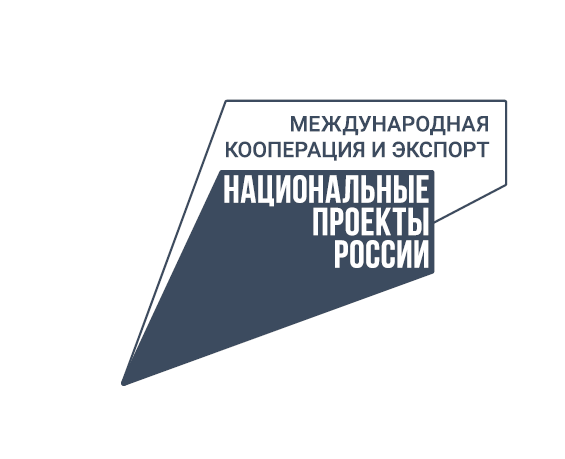 МЕЖДУНАРОДНАЯ
КООПЕРАЦИЯ И ЭКСПОРТ
НАЦИОНАЛЬНЫЕ
ПРОЕКТЫ
РОССИИ